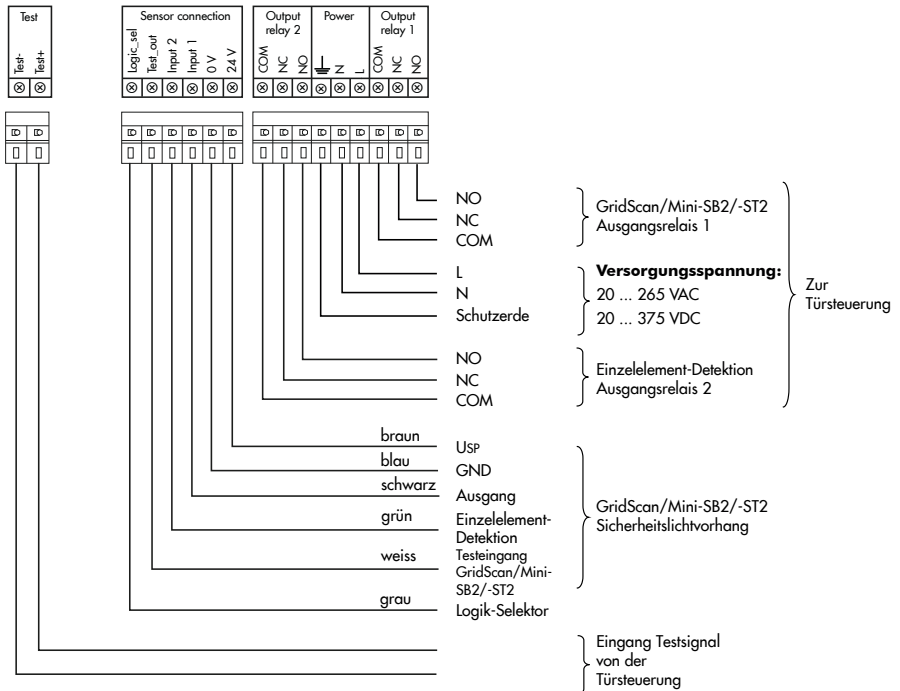 Test
Sensor connection
Output
relay 2
Power
Output
relay 1
Test-
Test+
Logic_sel
Test_out
Input 2
Input 1
0 V
24 V
COM
NC
NO
N
L
COM
NC
NO
NO
NC
COM
GridScan/Mini-SB2/-ST2
Ausgangsrelais 1
L
N
Schutzerde
Versorgungsspannung:
20 ... 265 VAC
20 ... 375 VDC
Zur
Türsteuerung
NO
NC
COM
Einzelelement-Detektion
Ausgangsrelais 2
braun
USP
blau
GND
schwarz
Ausgang
grün
Einzelelement-
Detektion
weiss
Testeingang
GridScan/Mini-
SB2/-ST2
grau
Logik-Selektor
GridScan/Mini-SB2/-ST2
Sicherheitslichtvorhang
Eingang Testsignal
von der
Türsteuerung